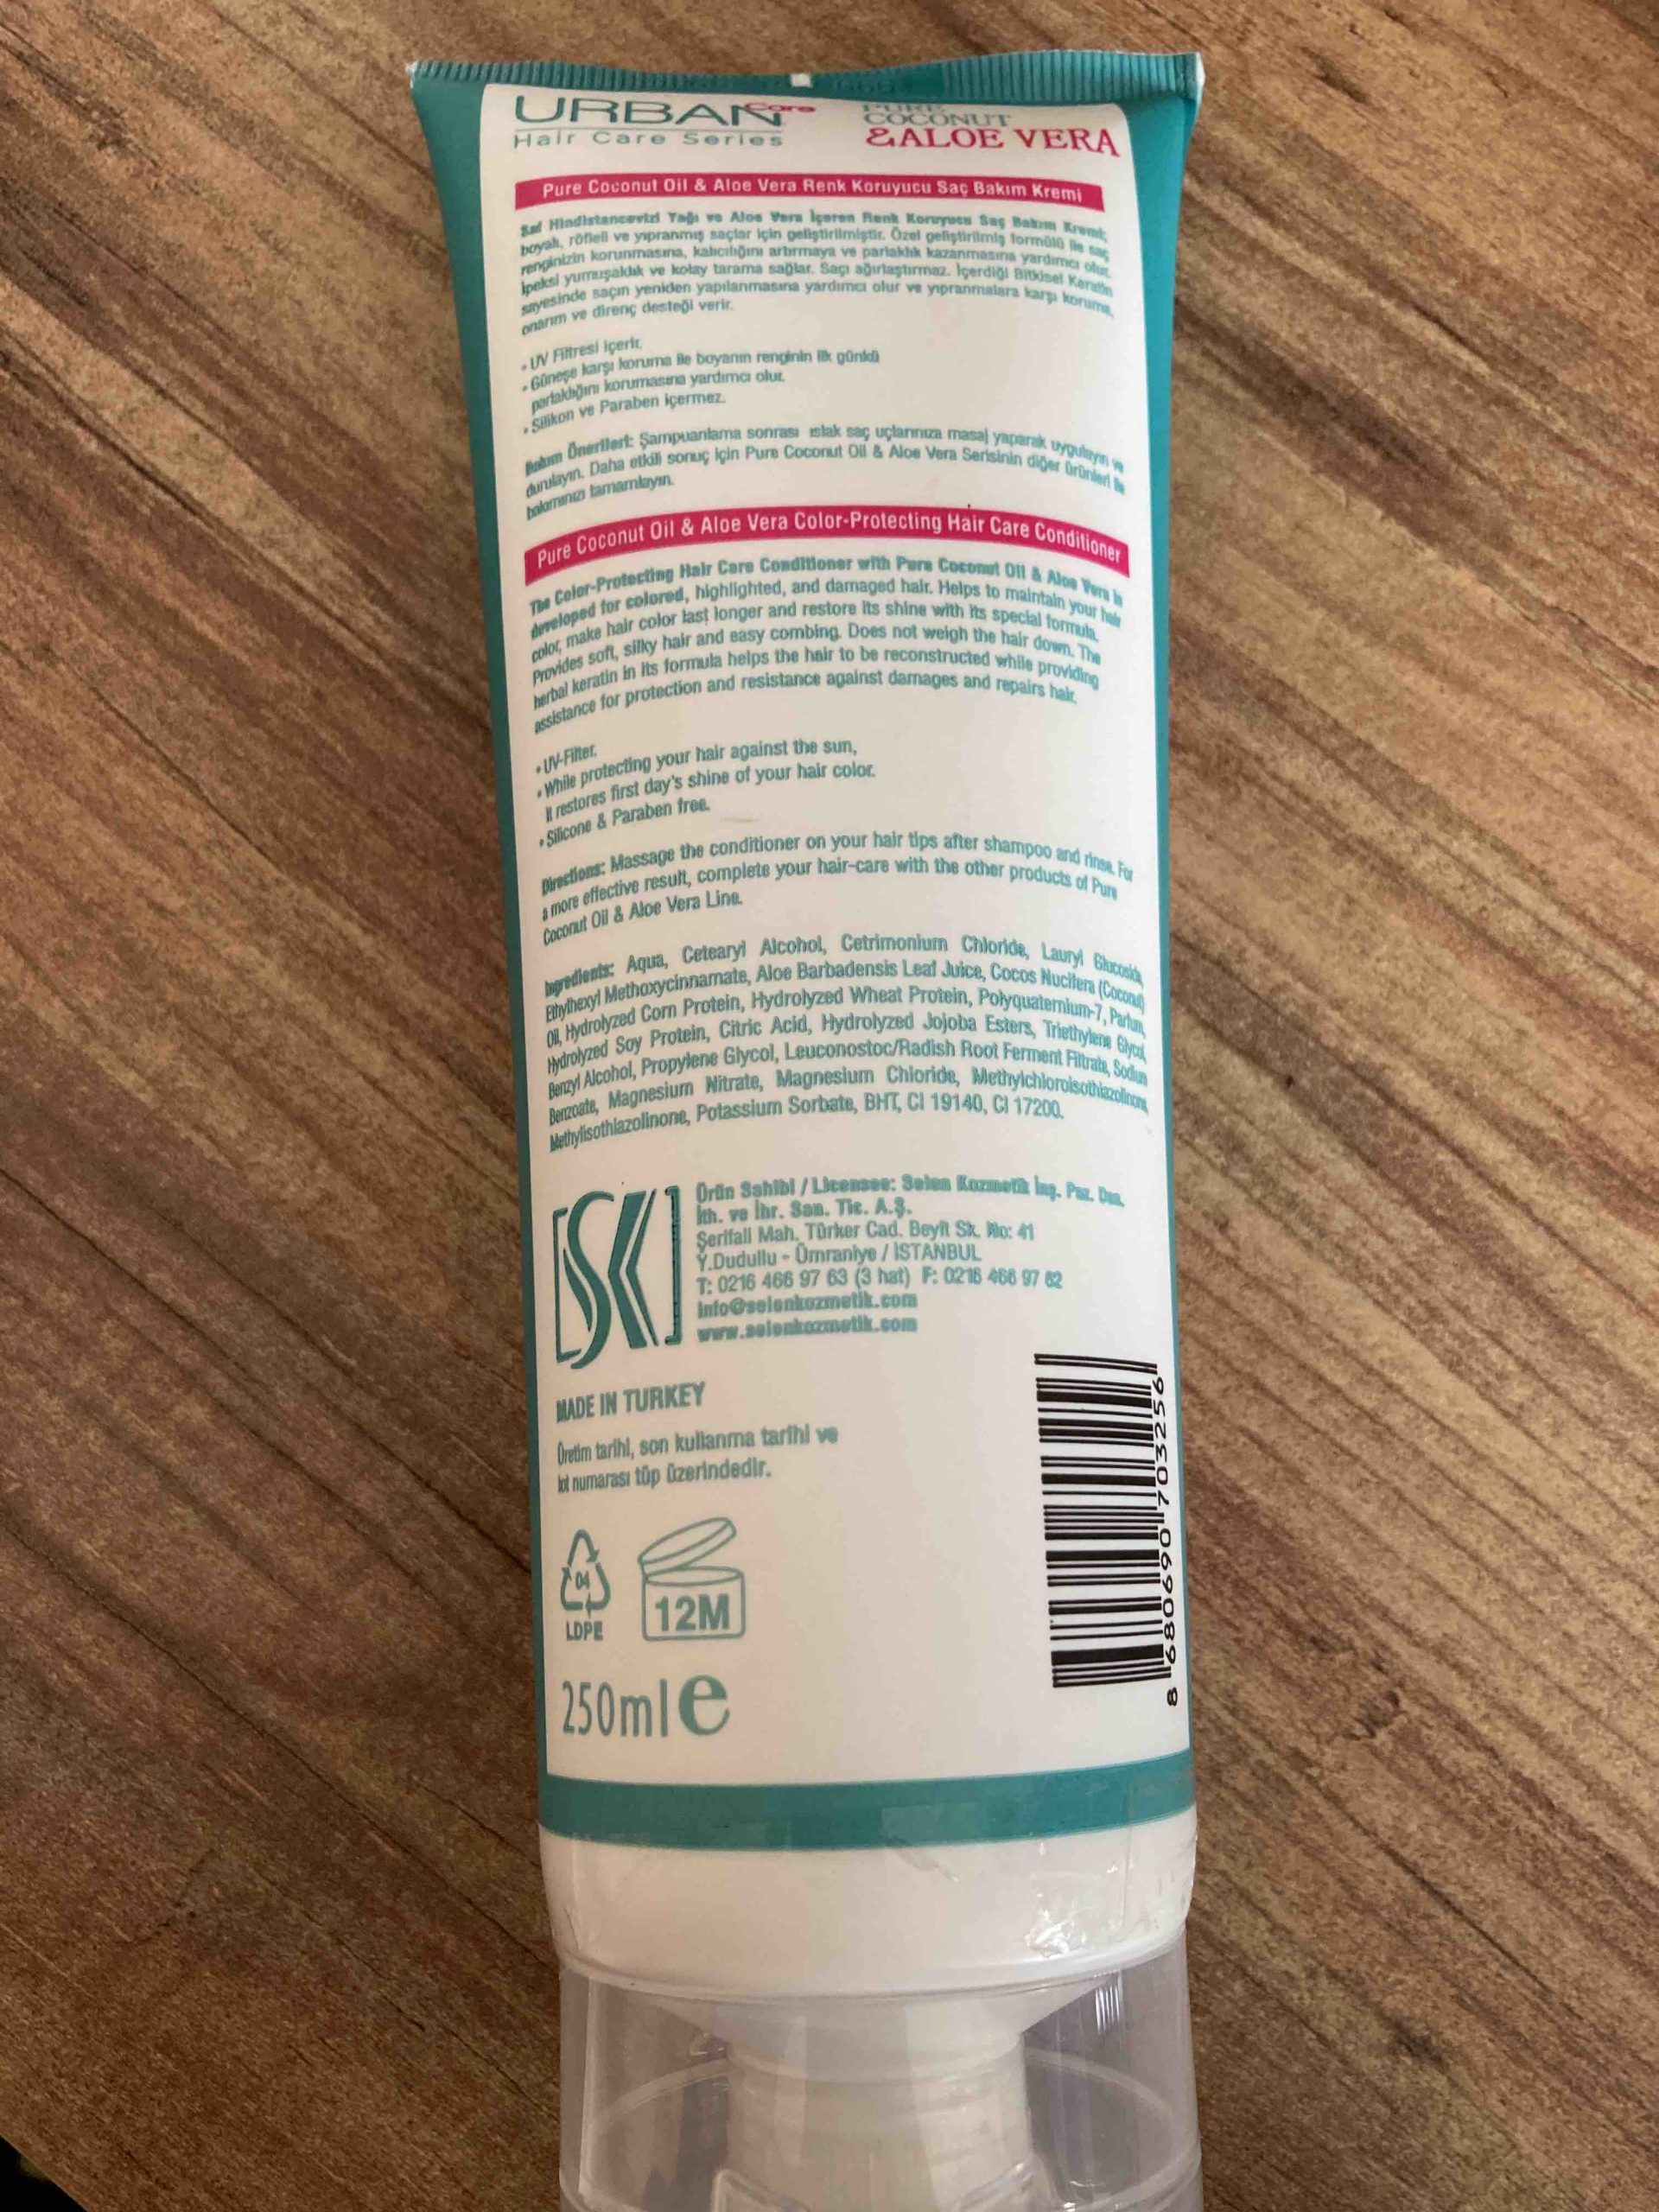 URBAN Care
Hair Care Series
PURE
COCONUT
&ALOE VERA
Pure Coconut Oil & Aloe Vera Renk Koruyucu Saç Bakım Kremi
Saf Hindistancevizi Yağı ve Aloe Vera İçeren Renk Koruyucu Saç Bakım Kremi;
boyalı, röfleli ve yıpranmış saçlar için geliştirilmiştir. Özel geliştirilmiş formülü ile saç
renginizin korunmasına, kalıcılığını artırmaya ve parlaklık kazanmasına yardımcı olur.
İpeksi yumuşaklık ve kolay tarama sağlar. Saçı ağırlaştırmaz. İçerdiği Bitkisel Keratin
sayesinde saçın yeniden yapılanmasına yardımcı olur ve yıpranmalara karşı koruma,
onarım ve direnç desteği verir.
• UV Filtresi içerir.
• Güneşe karşı koruma ile boyanın renginin ilk günkü
parlaklığını korumasına yardımcı olur.
• Silikon ve Paraben içermez.
Bakım Önerileri: Şampuanlama sonrası ıslak saç uçlarınıza masaj yaparak uygulayın ve
durulayın. Daha etkili sonuç için Pure Coconut Oil & Aloe Vera Serisinin diğer ürünleri ile
bakımınızı tamamlayın.
Pure Coconut Oil & Aloe Vera Color-Protecting Hair Care Conditioner
The Color-Protecting Hair Care Conditioner with Pure Coconut Oil & Aloe Vera is
developed for colored, highlighted, and damaged hair. Helps to maintain your hair
color, make hair color last longer and restore its shine with its special formula.
Provides soft, silky hair and easy combing. Does not weigh the hair down. The
herbal keratin in its formula helps the hair to be reconstructed while providing
assistance for protection and resistance against damages and repairs hair.
• UV-Filter.
• While protecting your hair against the sun,
it restores first day's shine of your hair color.
• Silicone & Paraben free.
Directions: Massage the conditioner on your hair tips after shampoo and rinse. For
a more effective result, complete your hair-care with the other products of Pure
Coconut Oil & Aloe Vera Line.
Ingredients: Aqua, Cetearyl Alcohol, Cetrimonium Chloride, Lauryl Glucoside,
Ethylhexyl Methoxycinnamate, Aloe Barbadensis Leaf Juice, Cocos Nucifera (Coconut)
Oil, Hydrolyzed Corn Protein, Hydrolyzed Wheat Protein, Polyquaternium-7, Parfum,
Hydrolyzed Soy Protein, Citric Acid, Hydrolyzed Jojoba Esters, Triethylene Glycol,
Benzyl Alcohol, Propylene Glycol, Leuconostoc/Radish Root Ferment Filtrate, Sodium
Benzoate, Magnesium Nitrate, Magnesium Chloride, Methylchloroisothiazolinone,
Methylisothiazolinone, Potassium Sorbate, BHT, CI 19140, CI 17200.
SK
Ürün Sahibi / Licensee: Selen Kozmetik İnş. Paz. Dan.
İth. ve İhr. San. Tic. A.Ş.
Şerifali Mah. Türker Cad. Beyit Sk. No: 41
Y.Dudullu - Ümraniye / İSTANBUL
T: 0216 466 97 63 (3 hat) F: 0216 466 97 62
info@selenkozmetik.com
www.selenkozmetik.com
MADE IN TURKEY
Üretim tarihi, son kullanma tarihi ve
lot numarası tüp üzerindedir.
04
LDPE
12M
250ml e
8 680690 703256